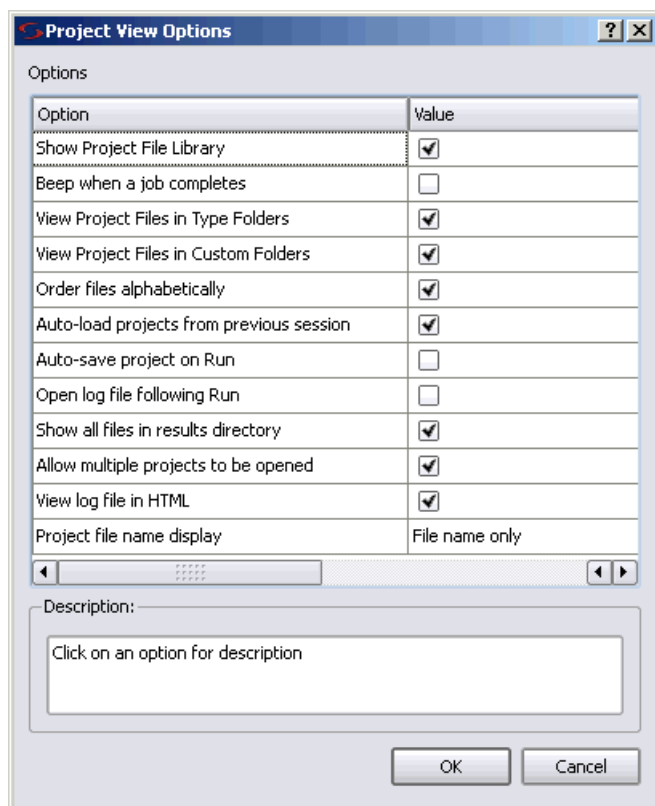 Project View Options
Options
Option Value
Show Project File Library
Beep when a job completes
View Project Files in Type Folders
View Project Files in Custom Folders
Order files alphabetically
Auto-load projects from previous session
Auto-save project on Run
Open log file following Run
Show all files in results directory
Allow multiple projects to be opened
View log file in HTML
Project file name display File name only
Description:
Click on an option for description
OK Cancel